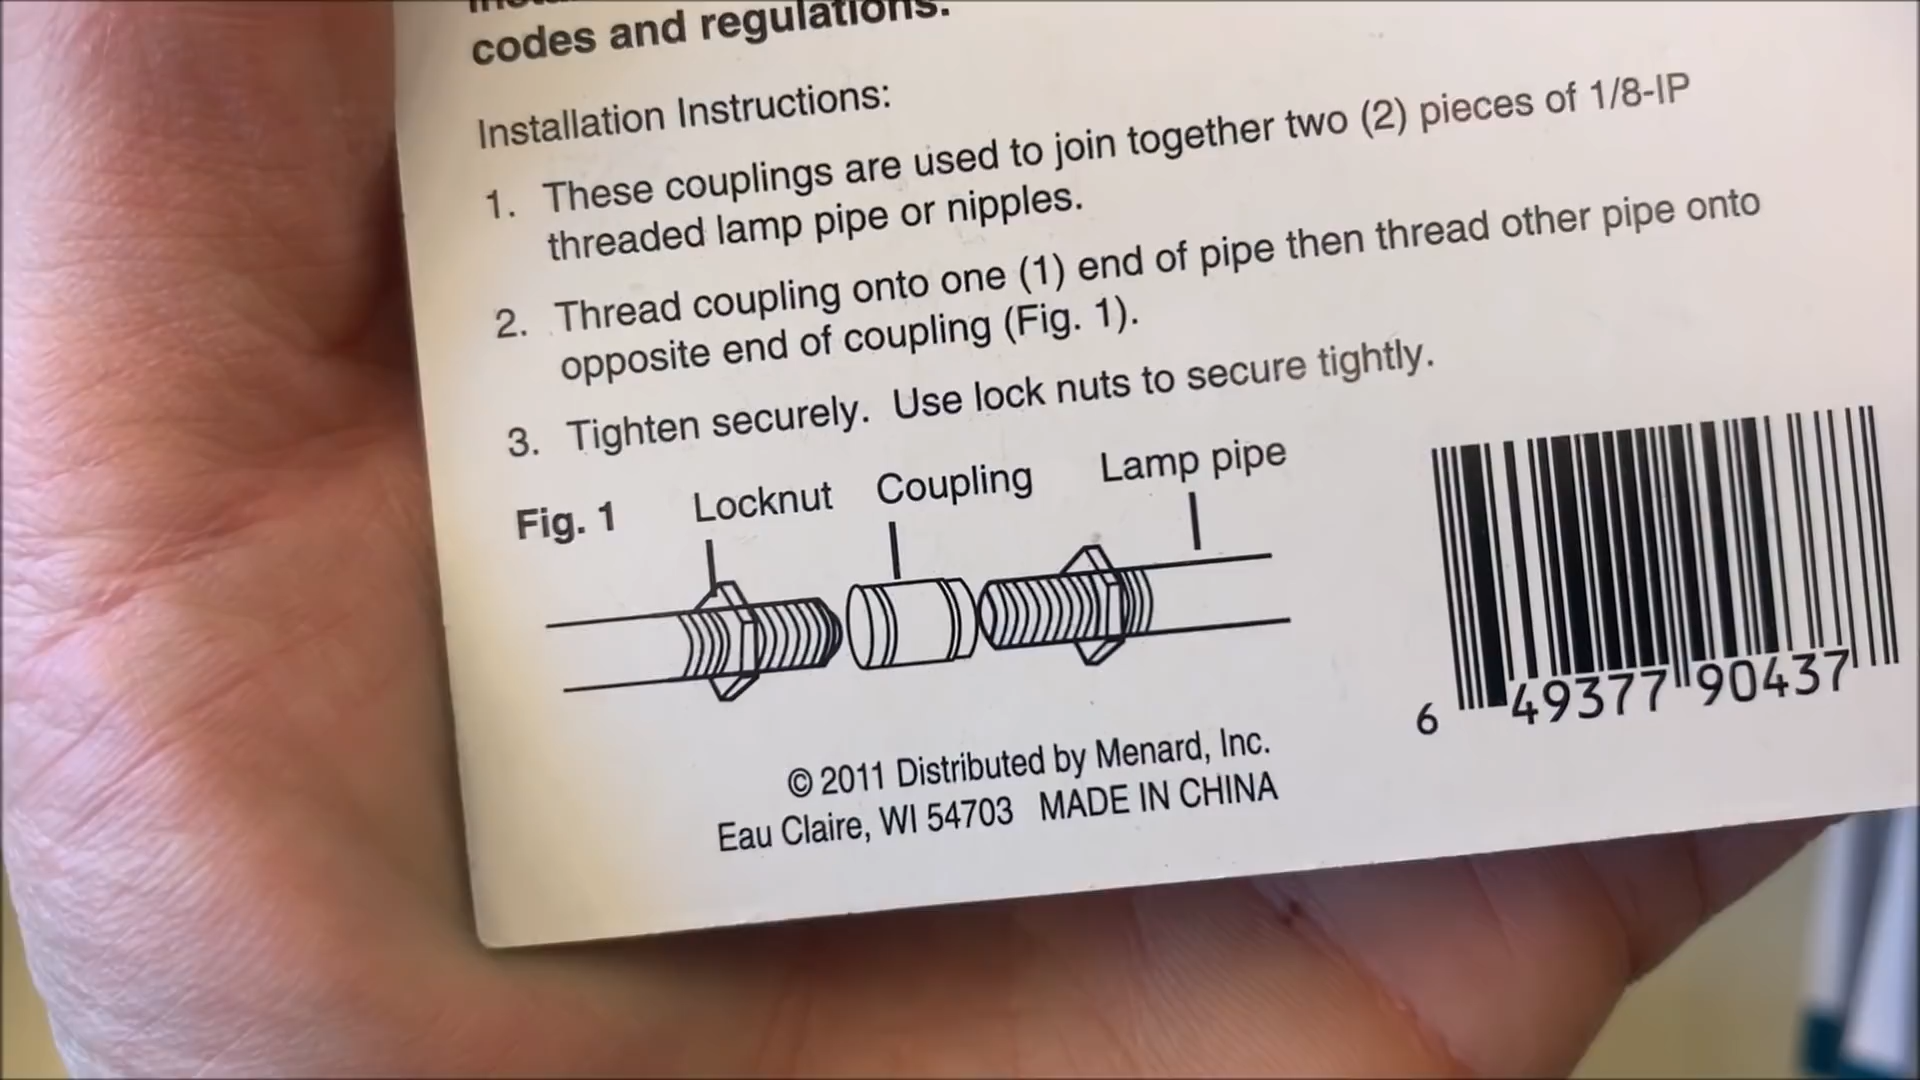 codes and regulations.
Installation Instructions:
1. These couplings are used to join together two (2) pieces of 1/8-IP
threaded lamp pipe or nipples.
2. Thread coupling onto one (1) end of pipe then thread other pipe onto
opposite end of coupling (Fig. 1).
3. Tighten securely. Use lock nuts to secure tightly.
Fig. 1 Locknut Coupling Lamp pipe
6 49377 90437
© 2011 Distributed by Menard, Inc.
Eau Claire, WI 54703 MADE IN CHINA